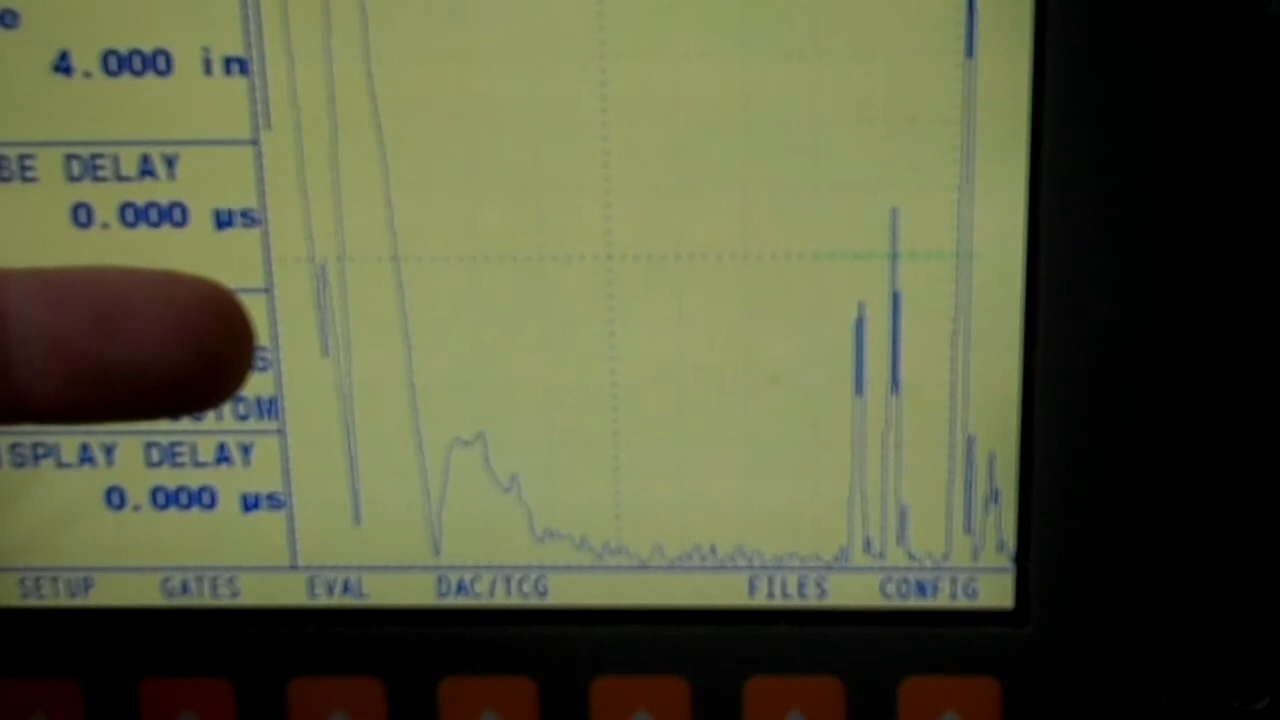 e
4.000 in
BE DELAY
0.000 µs
S
TOM
SPLAY DELAY
0.000 µs
SETUP GATES EVAL DAC/TCG FILES CONFIG